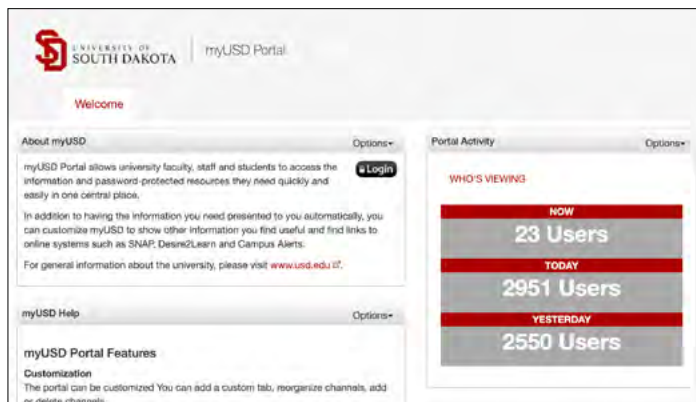 UNIVERSITY OF
SOUTH DAKOTA
myUSD Portal
Welcome
About myUSD
Options
myUSD Portal allows university faculty, staff and students to access the
Login
information and password-protected resources they need quickly and
easily in one central place.
In addition to having the information you need presented to you automatically, you
can customize myUSD to show other information you find useful and find links to
online systems such as SNAP, Desire2Learn and Campus Alerts.
For general information about the university, please visit www.usd.edu.
myUSD Help
Options
myUSD Portal Features
Customization
The portal can be customized You can add a custom tab, reorganize channels, add
or delete channels
Portal Activity
Options
WHO'S VIEWING
NOW
23 Users
TODAY
2951 Users
YESTERDAY
2550 Users